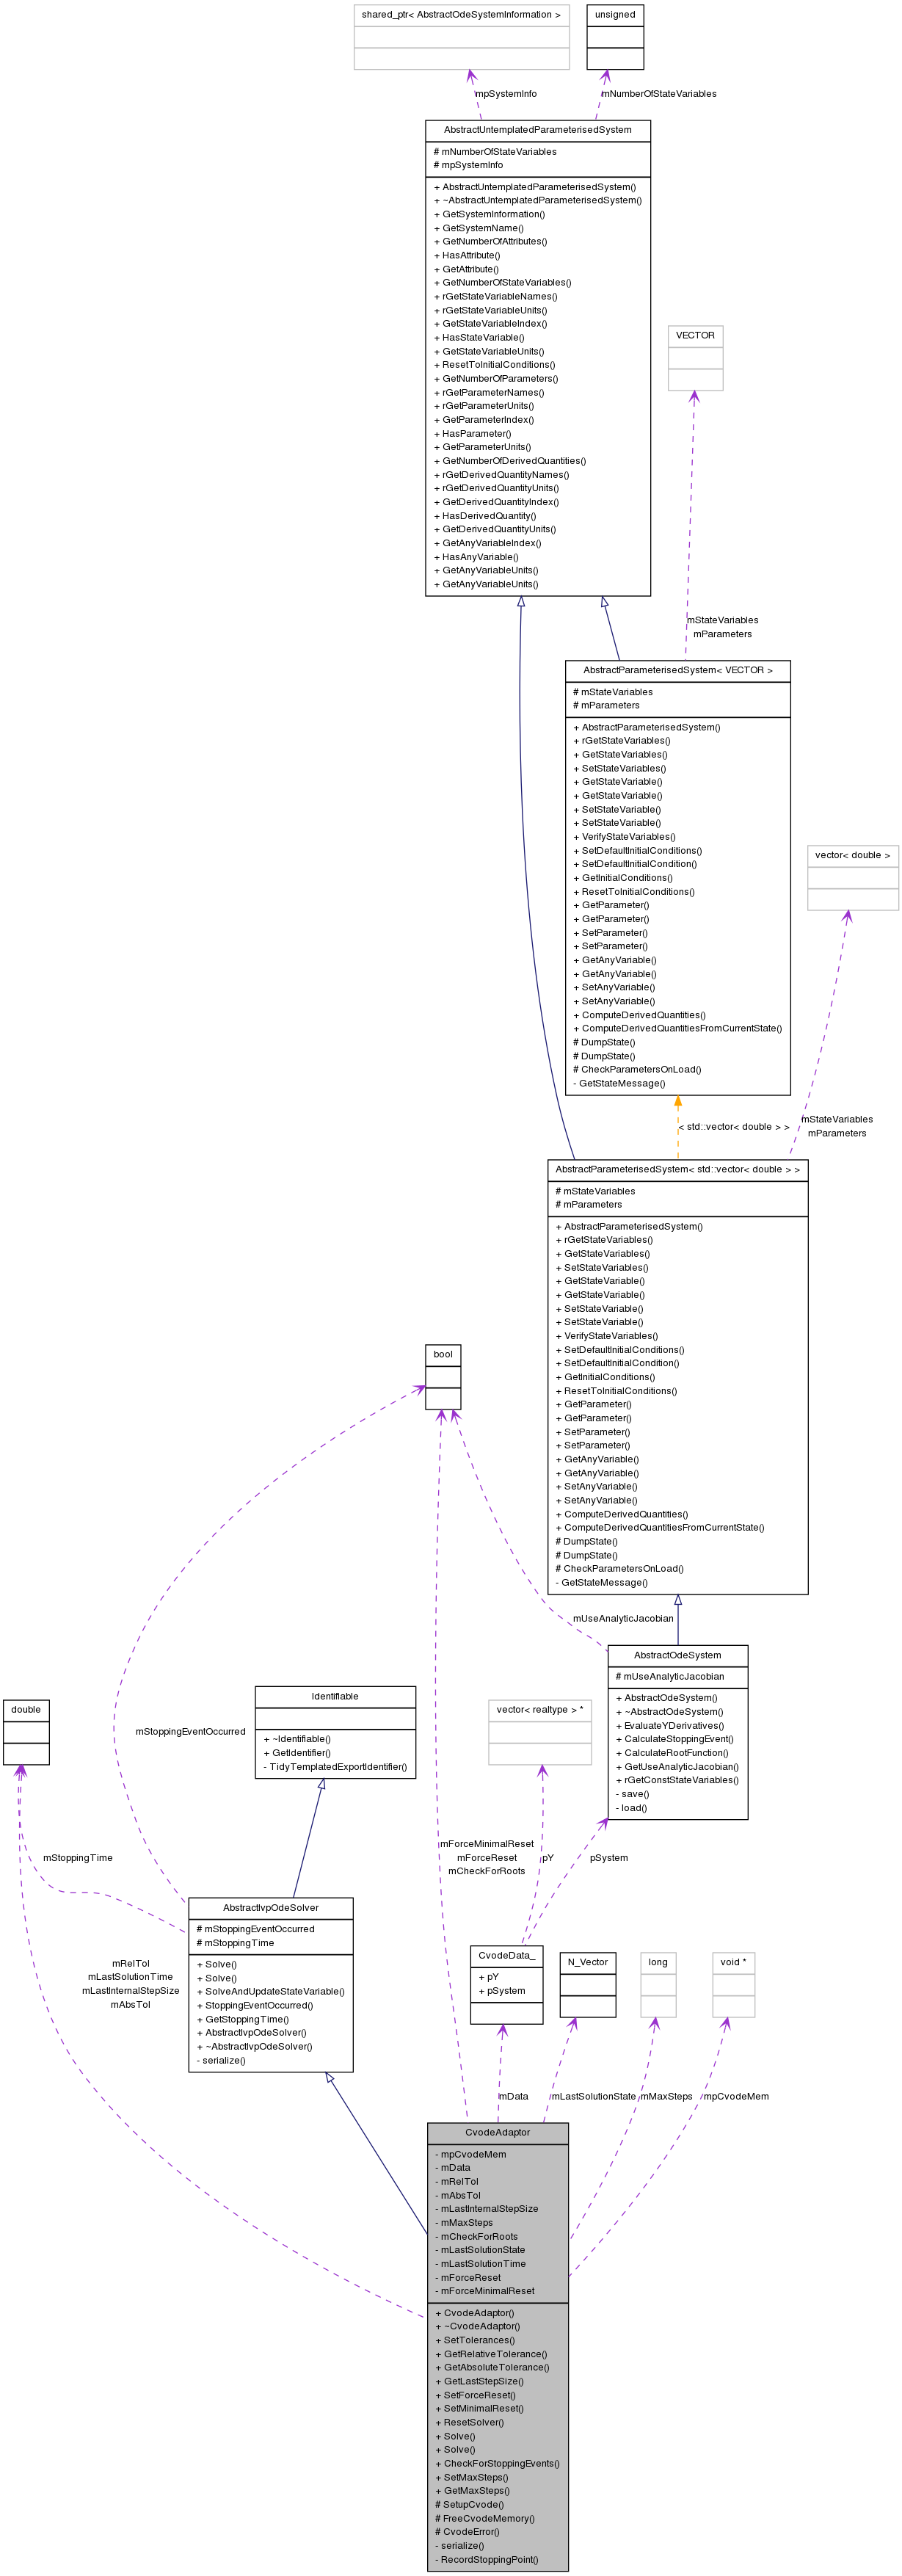 shared_ptr< AbstractOdeSystemInformation >
unsigned
mpSystemInfo
mNumberOfStateVariables
AbstractUntemplatedParameterisedSystem
# mNumberOfStateVariables
# mpSystemInfo
+ AbstractUntemplatedParameterisedSystem()
+ ~AbstractUntemplatedParameterisedSystem()
+ GetSystemInformation()
+ GetSystemName()
+ GetNumberOfAttributes()
+ HasAttribute()
+ GetAttribute()
+ GetNumberOfStateVariables()
+ rGetStateVariableNames()
+ rGetStateVariableUnits()
+ GetStateVariableIndex()
+ HasStateVariable()
+ GetStateVariableUnits()
+ ResetToInitialConditions()
+ GetNumberOfParameters()
+ rGetParameterNames()
+ rGetParameterUnits()
+ GetParameterIndex()
+ HasParameter()
+ GetParameterUnits()
+ GetNumberOfDerivedQuantities()
+ rGetDerivedQuantityNames()
+ rGetDerivedQuantityUnits()
+ GetDerivedQuantityIndex()
+ HasDerivedQuantity()
+ GetDerivedQuantityUnits()
+ GetAnyVariableIndex()
+ HasAnyVariable()
+ GetAnyVariableUnits()
+ GetAnyVariableUnits()
VECTOR
mStateVariables
mParameters
AbstractParameterisedSystem< VECTOR >
# mStateVariables
# mParameters
+ AbstractParameterisedSystem()
+ rGetStateVariables()
+ GetStateVariables()
+ SetStateVariables()
+ GetStateVariable()
+ GetStateVariable()
+ SetStateVariable()
+ SetStateVariable()
+ VerifyStateVariables()
+ SetDefaultInitialConditions()
+ SetDefaultInitialCondition()
+ GetInitialConditions()
+ ResetToInitialConditions()
+ GetParameter()
+ GetParameter()
+ SetParameter()
+ SetParameter()
+ GetAnyVariable()
+ GetAnyVariable()
+ SetAnyVariable()
+ SetAnyVariable()
+ ComputeDerivedQuantities()
+ ComputeDerivedQuantitiesFromCurrentState()
# DumpState()
# DumpState()
# CheckParametersOnLoad()
- GetStateMessage()
vector< double >
< std::vector< double > >
mStateVariables
mParameters
AbstractParameterisedSystem< std::vector< double > >
# mStateVariables
# mParameters
+ AbstractParameterisedSystem()
+ rGetStateVariables()
+ GetStateVariables()
+ SetStateVariables()
+ GetStateVariable()
+ GetStateVariable()
+ SetStateVariable()
+ SetStateVariable()
+ VerifyStateVariables()
+ SetDefaultInitialConditions()
+ SetDefaultInitialCondition()
+ GetInitialConditions()
+ ResetToInitialConditions()
+ GetParameter()
+ GetParameter()
+ SetParameter()
+ SetParameter()
+ GetAnyVariable()
+ GetAnyVariable()
+ SetAnyVariable()
+ SetAnyVariable()
+ ComputeDerivedQuantities()
+ ComputeDerivedQuantitiesFromCurrentState()
# DumpState()
# DumpState()
# CheckParametersOnLoad()
- GetStateMessage()
bool
mUseAnalyticJacobian
AbstractOdeSystem
# mUseAnalyticJacobian
+ AbstractOdeSystem()
+ ~AbstractOdeSystem()
+ EvaluateYDerivatives()
+ CalculateStoppingEvent()
+ CalculateRootFunction()
+ GetUseAnalyticJacobian()
+ rGetConstStateVariables()
- save()
- load()
double
Identifiable
+ ~Identifiable()
+ GetIdentifier()
- TidyTemplatedExportIdentifier()
vector< realtype > *
mStoppingEventOccurred
mStoppingTime
mForceMinimalReset
mForceReset
mCheckForRoots
pY
pSystem
AbstractIvpOdeSolver
# mStoppingEventOccurred
# mStoppingTime
+ Solve()
+ Solve()
+ SolveAndUpdateStateVariable()
+ StoppingEventOccurred()
+ GetStoppingTime()
+ AbstractIvpOdeSolver()
+ ~AbstractIvpOdeSolver()
- serialize()
mRelTol
mLastSolutionTime
mLastInternalStepSize
mAbsTol
CvodeData_
+ pY
+ pSystem
N_Vector
long
void *
mData
mLastSolutionState
mMaxSteps
mpCvodeMem
CvodeAdaptor
- mpCvodeMem
- mData
- mRelTol
- mAbsTol
- mLastInternalStepSize
- mMaxSteps
- mCheckForRoots
- mLastSolutionState
- mLastSolutionTime
- mForceReset
- mForceMinimalReset
+ CvodeAdaptor()
+ ~CvodeAdaptor()
+ SetTolerances()
+ GetRelativeTolerance()
+ GetAbsoluteTolerance()
+ GetLastStepSize()
+ SetForceReset()
+ SetMinimalReset()
+ ResetSolver()
+ Solve()
+ Solve()
+ CheckForStoppingEvents()
+ SetMaxSteps()
+ GetMaxSteps()
# SetupCvode()
# FreeCvodeMemory()
# CvodeError()
- serialize()
- RecordStoppingPoint()